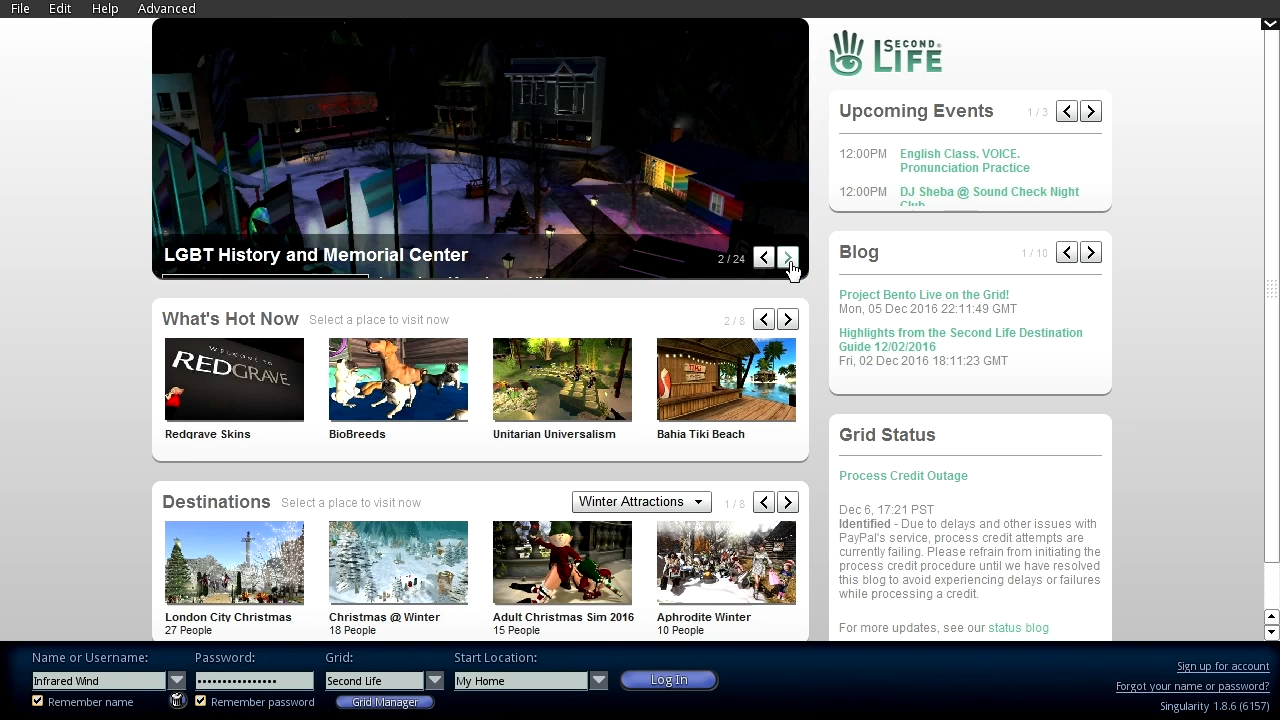 File Edit Help Advanced
SECOND LIFE
LGBT History and Memorial Center
2 / 24
What's Hot Now Select a place to visit now 2 / 8
WELCOME TO
REDGRAVE
Redgrave Skins BioBreeds Unitarian Universalism Bahia Tiki Beach
Destinations Select a place to visit now Winter Attractions 1 / 8
London City Christmas Christmas @ Winter Adult Christmas Sim 2016 Aphrodite Winter
27 People 18 People 15 People 10 People
Upcoming Events 1 / 3
12:00PM English Class. VOICE.
Pronunciation Practice
12:00PM DJ Sheba @ Sound Check Night
Club
Blog 1 / 10
Project Bento Live on the Grid!
Mon, 05 Dec 2016 22:11:49 GMT
Highlights from the Second Life Destination
Guide 12/02/2016
Fri, 02 Dec 2016 18:11:23 GMT
Grid Status
Process Credit Outage
Dec 6, 17:21 PST
Identified - Due to delays and other issues with
PayPal's service, process credit attempts are
currently failing. Please refrain from initiating the
process credit procedure until we have resolved
this blog to avoid experiencing delays or failures
while processing a credit.
For more updates, see our status blog
Name or Username: Password: Grid: Start Location:
Infrared Wind •••••••••••••••• Second Life My Home Log In
Remember name Remember password Grid Manager
Sign up for account
Forgot your name or password?
Singularity 1.8.6 (6157)